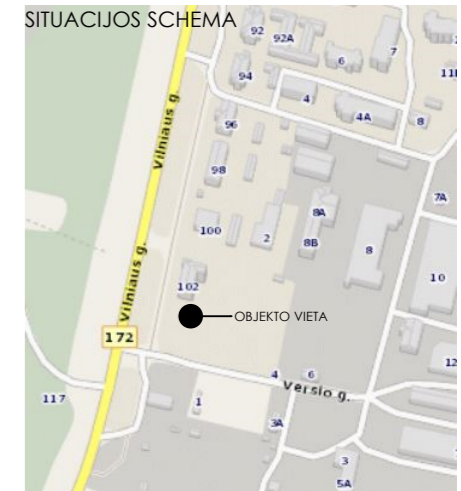 SITUACIJOS SCHEMA
92
92A
7
6
94
11
4
4A
8
96
Vilniaus g.
98
7A
8A
100
2
8B
8
10
Vilniaus g.
102
OBJEKTO VIETA
172
12
4
6
Verslo g.
117
1
3A
3
5A